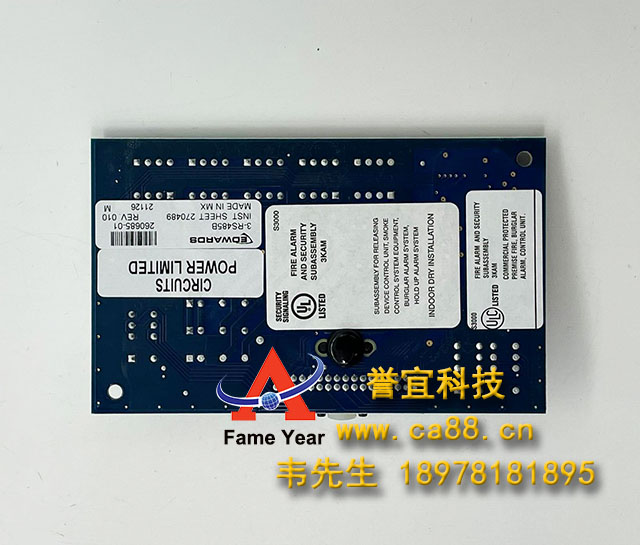 EDWARDS
3-RS485B
INST SHEET 270489
MADE IN MX
260685-01
REV 010
21126
M
CIRCUITS
POWER LIMITED
S3000
FIRE ALARM
AND SECURITY
SUBASSEMBLY
3KAM
SECURITY
SIGNALING
UL
LISTED
SUBASSEMBLY FOR RELEASING
DEVICE CONTROL UNIT, SMOKE
CONTROL SYSTEM EQUIPMENT,
BURGLAR ALARM SYSTEM,
HOLD UP ALARM SYSTEM
INDOOR DRY INSTALLATION
FIRE ALARM AND SECURITY
SUBASSEMBLY
3KAM
COMMERCIAL PROTECTED
PREMISE FIRE, BURGLAR
ALARM, CONTROL UNIT.
S3000
ULC
LISTED
Fame Year
誉宜科技
www.ca88.cn
韦先生 18978181895